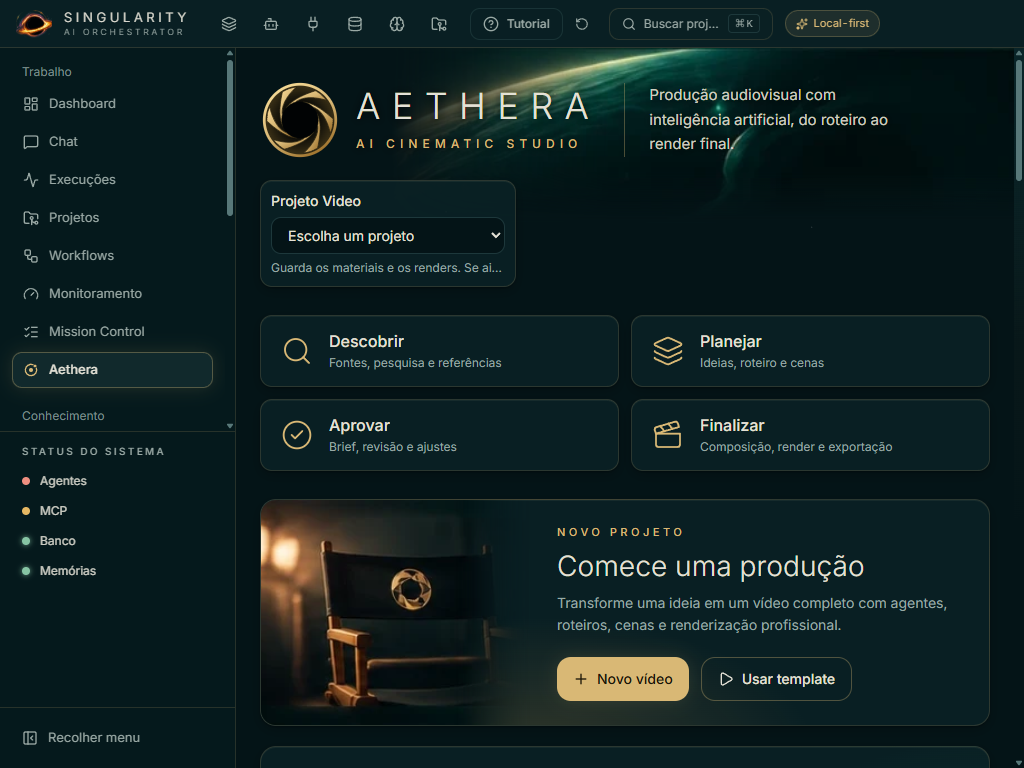 SINGULARITY
AI ORCHESTRATOR
Tutorial
Buscar proj...
⌘K
Local-first
Trabalho
Dashboard
Chat
Execuções
Projetos
Workflows
Monitoramento
Mission Control
Aethera
Conhecimento
STATUS DO SISTEMA
Agentes
MCP
Banco
Memórias
Recolher menu
AETHERA
AI CINEMATIC STUDIO
Produção audiovisual com
inteligência artificial, do roteiro ao
render final.
Projeto Video
Escolha um projeto
Guarda os materiais e os renders. Se ai...
Descobrir
Fontes, pesquisa e referências
Planejar
Ideias, roteiro e cenas
Aprovar
Brief, revisão e ajustes
Finalizar
Composição, render e exportação
NOVO PROJETO
Comece uma produção
Transforme uma ideia em um vídeo completo com agentes,
roteiros, cenas e renderização profissional.
Novo vídeo
Usar template